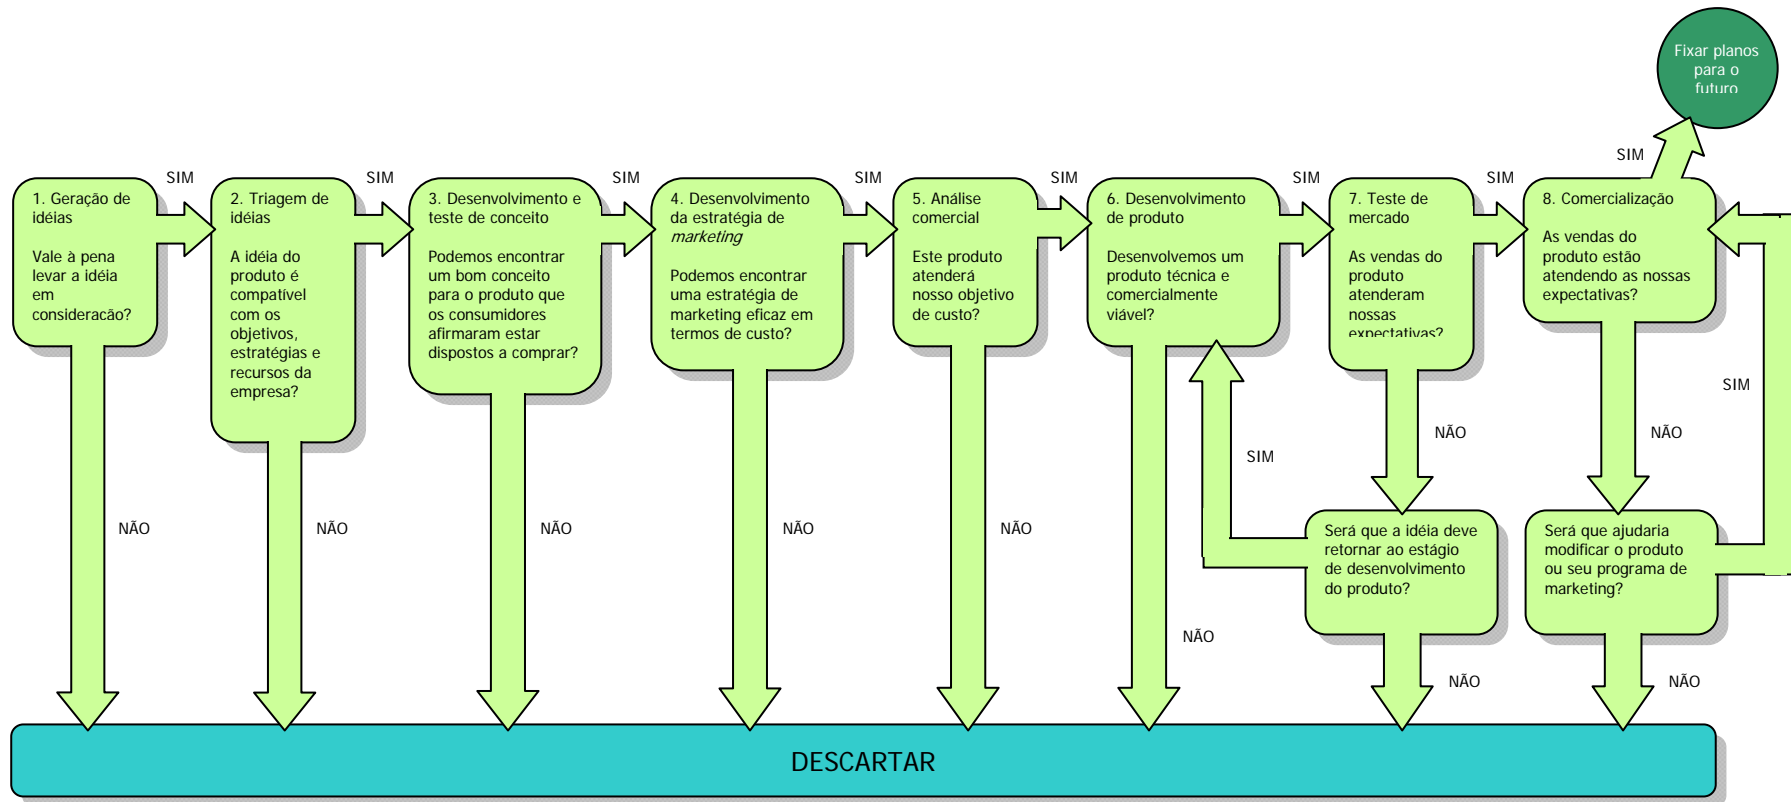 Fixar planos
para o
futuro
SIM
SIM
SIM
SIM
SIM
SIM
SIM
SIM
1. Geração de
idéias
Vale à pena
levar a idéia
em
consideração?
2. Triagem de
idéias
A idéia do
produto é
compatível
com os
objetivos,
estratégias e
recursos da
empresa?
3. Desenvolvimento e
teste de conceito
Podemos encontrar
um bom conceito
para o produto que
os consumidores
afirmaram estar
dispostos a comprar?
4. Desenvolvimento
da estratégia de
marketing
Podemos encontrar
uma estratégia de
marketing eficaz em
termos de custo?
5. Análise
comercial
Este produto
atenderá
nosso objetivo
de custo?
6. Desenvolvimento
de produto
Desenvolvemos um
produto técnica e
comercialmente
viável?
7. Teste de
mercado
As vendas do
produto
atenderam
nossas
expectativas?
8. Comercialização
As vendas do
produto estão
atendendo as nossas
expectativas?
SIM
NÃO
NÃO
SIM
NÃO
NÃO
NÃO
NÃO
NÃO
Será que a idéia deve
retornar ao estágio
de desenvolvimento
do produto?
Será que ajudaria
modificar o produto
ou seu programa de
marketing?
NÃO
NÃO
NÃO
DESCARTAR